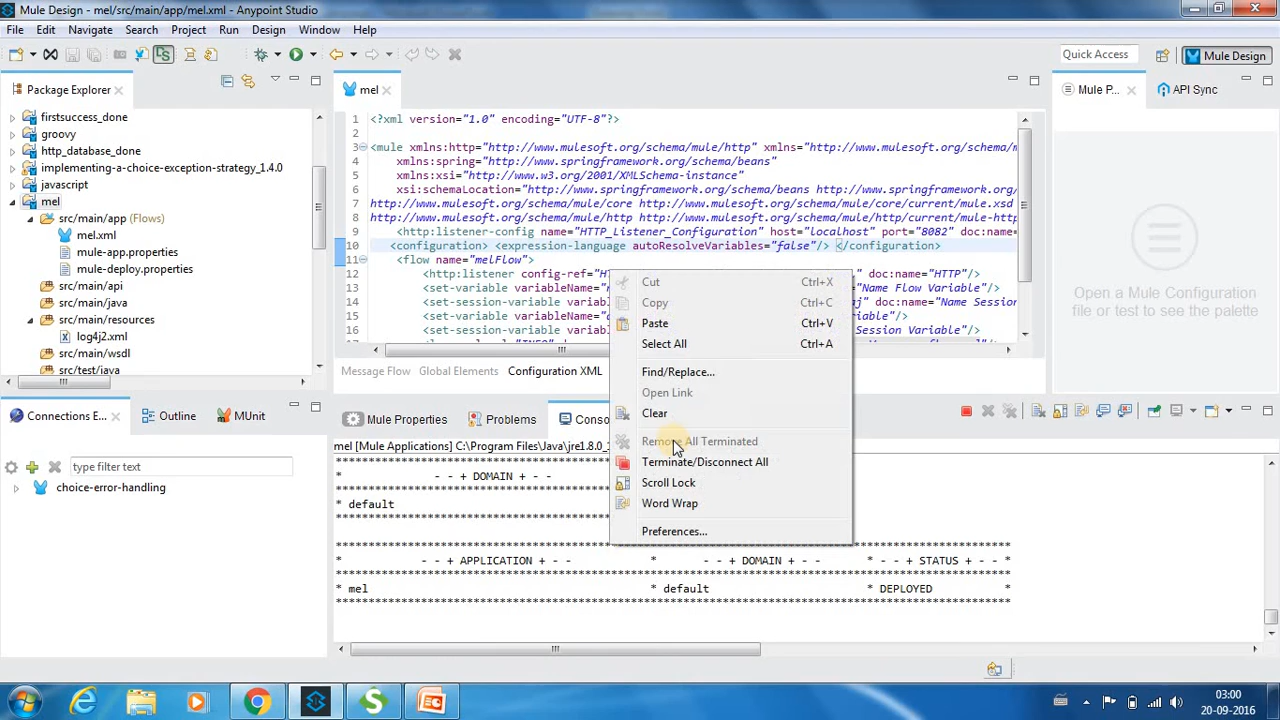 Mule Design - mel/src/main/app/mel.xml - Anypoint Studio
File Edit Navigate Search Project Run Design Window Help
Quick Access
Mule Design
Package Explorer
firstsuccess_done
groovy
http_database_done
implementing-a-choice-exception-strategy_1.4.0
javascript
mel
src/main/app (Flows)
mel.xml
mule-app.properties
mule-deploy.properties
src/main/api
src/main/java
src/main/resources
log4j2.xml
src/main/wsdl
src/test/java
mel
1 <?xml version="1.0" encoding="UTF-8"?>
2
3 <mule xmlns:http="http://www.mulesoft.org/schema/mule/http" xmlns="http://www.mulesoft.org/schema/m
4 xmlns:spring="http://www.springframework.org/schema/beans"
5 xmlns:xsi="http://www.w3.org/2001/XMLSchema-instance"
6 xsi:schemaLocation="http://www.springframework.org/schema/beans http://www.springframework.org/
7 http://www.mulesoft.org/schema/mule/core http://www.mulesoft.org/schema/mule/core/current/mule.xsd
8 http://www.mulesoft.org/schema/mule/http http://www.mulesoft.org/schema/mule/http/current/mule-http
9 <http:listener-config name="HTTP_Listener_Configuration" host="localhost" port="8082" doc:name=
10 <configuration> <expression-language autoResolveVariables="false"/> </configuration>
11 <flow name="melFlow">
12 <http:listener config-ref="H " doc:name="HTTP"/>
13 <set-variable variableName= "Name Flow Variable"/>
14 <set-session-variable variable "Name Session
15 <set-variable variableName= Flow Variable"/>
16 <set-session-variable variable Session Variable"/>
Message Flow Global Elements Configuration XML
Mule P...
API Sync
Open a Mule Configuration
file or test to see the palette
Cut Ctrl+X
Copy Ctrl+C
Paste Ctrl+V
Select All Ctrl+A
Find/Replace...
Open Link
Clear
Remove All Terminated
Terminate/Disconnect All
Scroll Lock
Word Wrap
Preferences...
Connections E...
Outline
MUnit
type filter text
choice-error-handling
Mule Properties
Problems
Conso
mel [Mule Applications] C:\Program Files\Java\jre1.8.0_
* - - + DOMAIN + - -
* default
* - - + APPLICATION + - - * - - + DOMAIN + - - * - - + STATUS + - - *
* mel * default * DEPLOYED *
03:00
20-09-2016